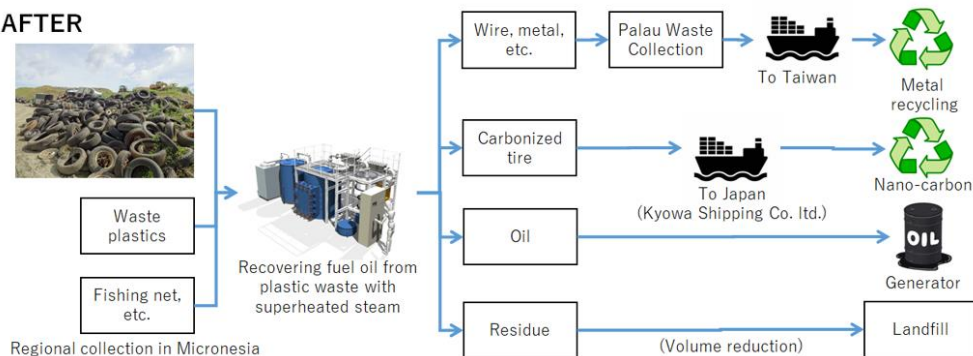 AFTER
Waste
plastics
Fishing net,
etc.
Regional collection in Micronesia
Recovering fuel oil from
plastic waste with
superheated steam
Wire, metal,
etc.
Palau Waste
Collection
To Taiwan
Metal
recycling
Carbonized
tire
To Japan
(Kyowa Shipping Co. ltd.)
Nano-carbon
Oil
OIL
Generator
Residue
(Volume reduction)
Landfill